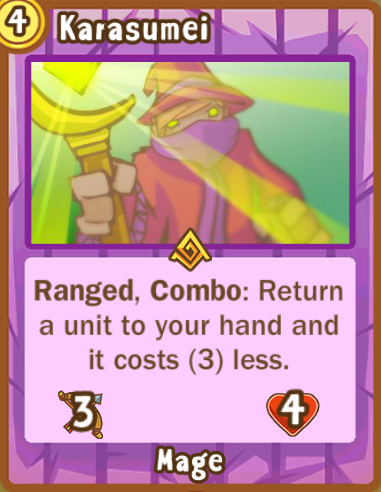 4
Karasumei
Ranged, Combo: Return
a unit to your hand and
it costs (3) less.
3
4
Mage